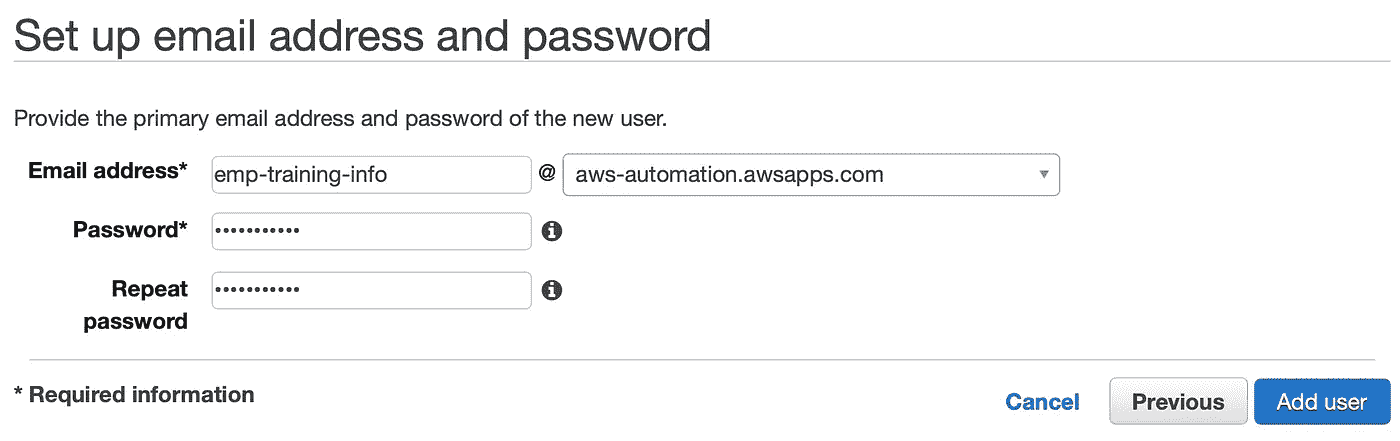 Set up email address and password
Provide the primary email address and password of the new user.
Email address* emp-training-info @ aws-automation.awsapps.com
Password* •••••••••••
Repeat •••••••••••
password
* Required information Cancel Previous Add user